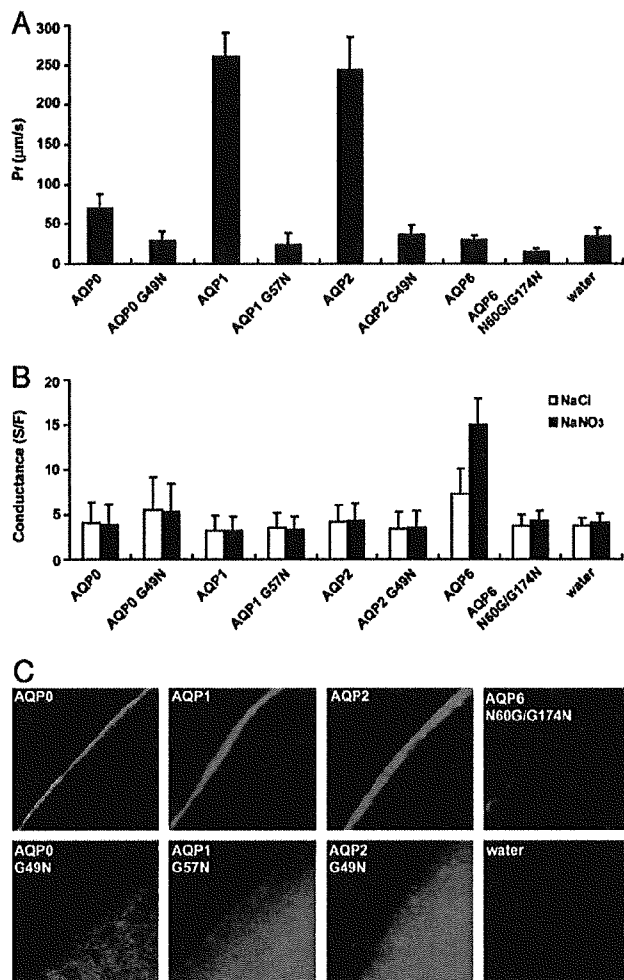 A
Pf (µm/s)
300
250
200
150
100
50
0
AQP0
AQP0 G49N
AQP1
AQP1 G57N
AQP2
AQP2 G49N
AQP6
AQP6
N60G/G174N
water
B
Conductance (S/F)
20
15
10
5
0
NaCl
NaNO3
AQP0
AQP0 G49N
AQP1
AQP1 G57N
AQP2
AQP2 G49N
AQP6
AQP6
N60G/G174N
water
C
AQP0
AQP1
AQP2
AQP6
N60G/G174N
AQP0
G49N
AQP1
G57N
AQP2
G49N
water